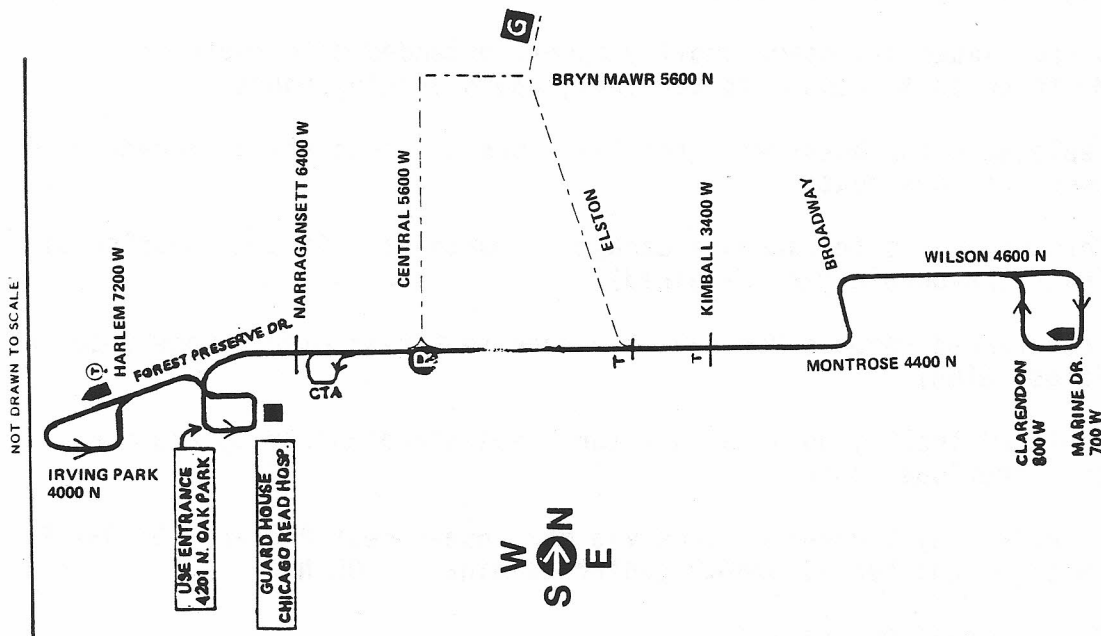 NOT DRAWN TO SCALE
G
BRYN MAWR 5600 N
NARRAGANSETT 6400 W
CENTRAL 5600 W
ELSTON
KIMBALL 3400 W
BROADWAY
WILSON 4600 N
T
HARLEM 7200 W
FOREST PRESERVE DR.
CTA
T
T
MONTROSE 4400 N
CLARENDON
800 W
MARINE DR.
700 W
IRVING PARK
4000 N
USE ENTRANCE
4201 N. OAK PARK
GUARD HOUSE
CHICAGO READ HOSP.
W
S N
E